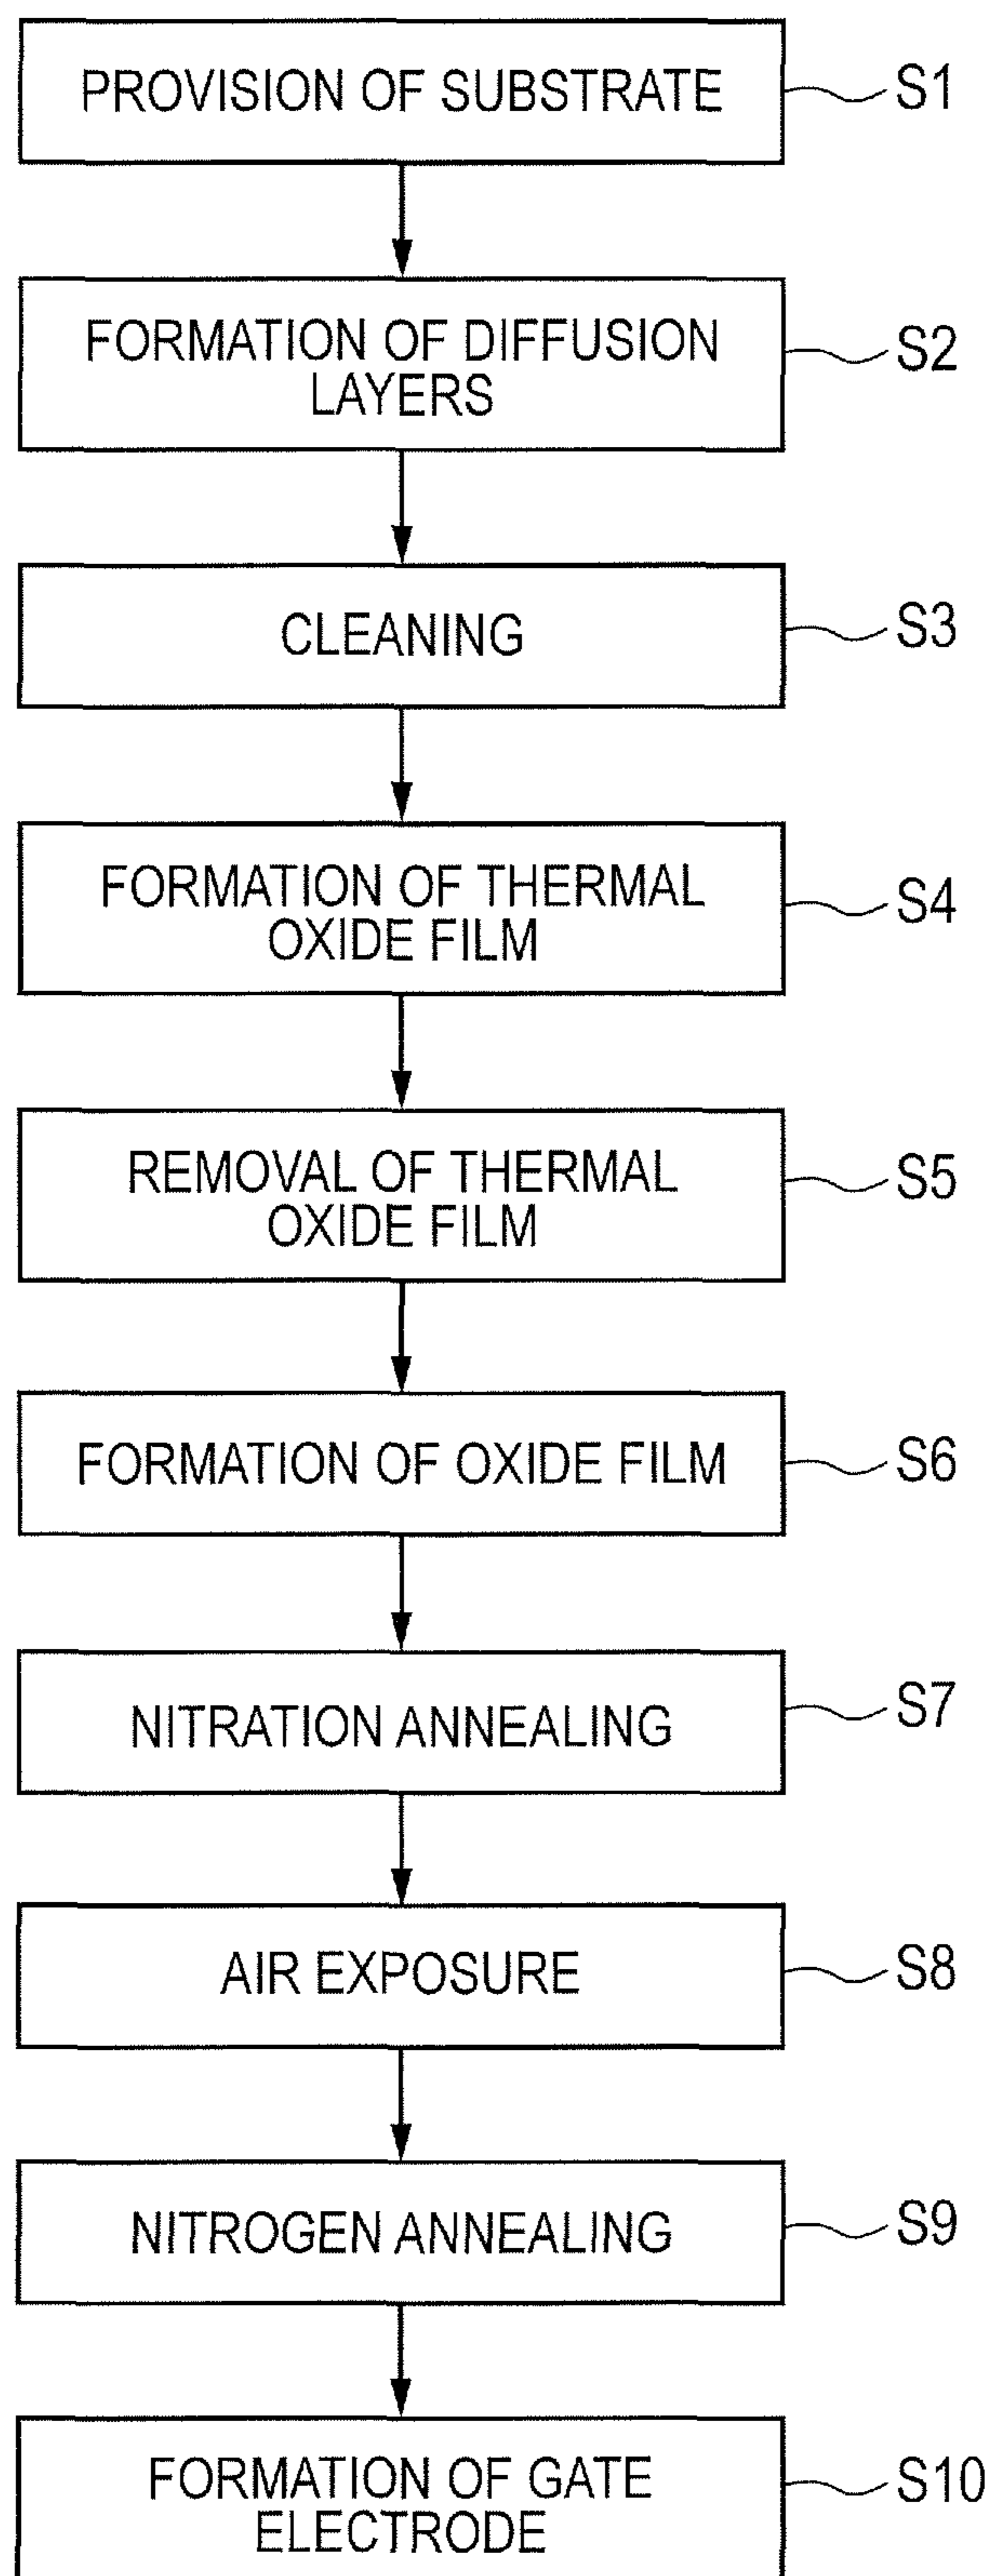 PROVISION OF SUBSTRATE
S1
FORMATION OF DIFFUSION
LAYERS
S2
CLEANING
S3
FORMATION OF THERMAL
OXIDE FILM
S4
REMOVAL OF THERMAL
OXIDE FILM
S5
FORMATION OF OXIDE FILM
S6
NITRATION ANNEALING
S7
AIR EXPOSURE
S8
NITROGEN ANNEALING
S9
FORMATION OF GATE
ELECTRODE
S10